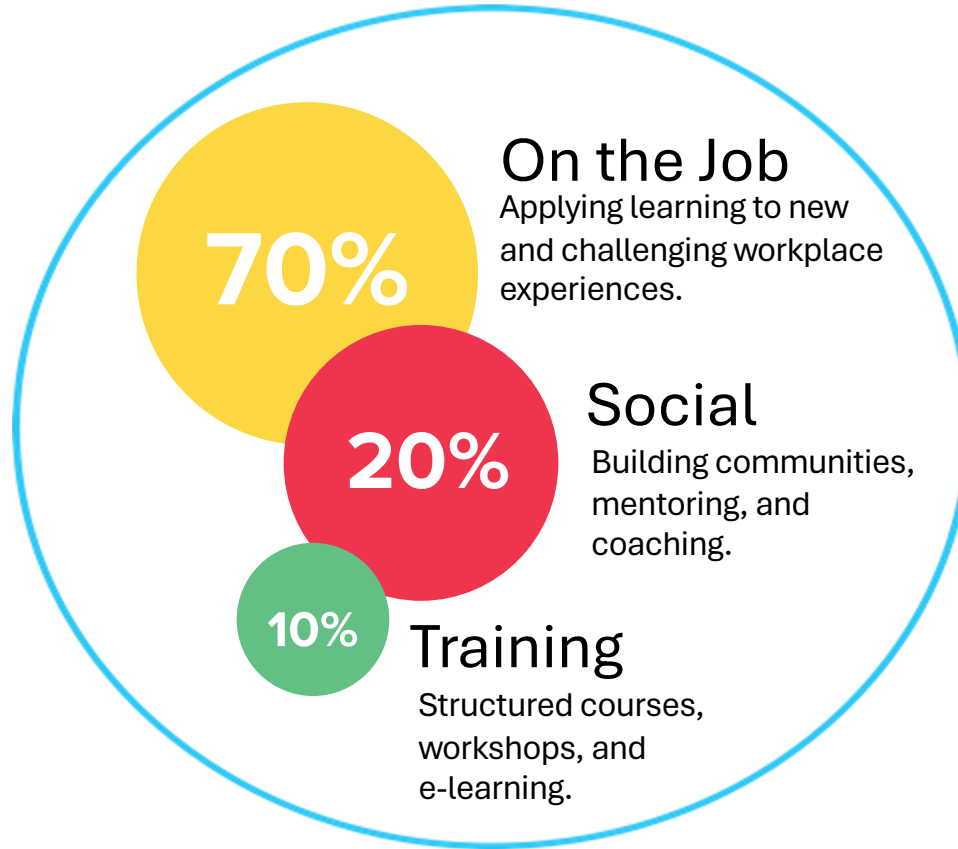 70%
On the Job
Applying learning to new
and challenging workplace
experiences.
20%
Social
Building communities,
mentoring, and
coaching.
10%
Training
Structured courses,
workshops, and
e-learning.